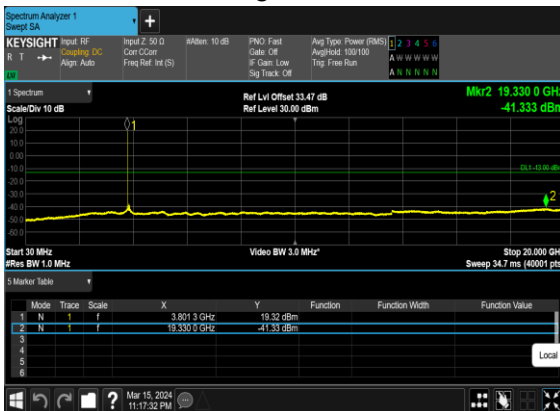 Spectrum Analyzer 1
Swept SA
KEYSIGHT
R T
LV
Input: RF
Coupling: DC
Align: Auto
Input Z: 50 Ω
Corr CCorr
Freq Ref: Int (S)
#Atten: 10 dB
PNO: Fast
Gate: Off
IF Gain: Low
Sig Track: Off
Avg Type: Power (RMS)
Avg|Hold: 100/100
Trig: Free Run
1 2 3 4 5 6
A W W W W W
A N N N N N
1 Spectrum
Scale/Div 10 dB
Ref Lvl Offset 33.47 dB
Ref Level 30.00 dBm
Mkr2 19.330 0 GHz
-41.333 dBm
Log
20.0
10.0
0.00
-10.0
-20.0
-30.0
-40.0
-50.0
-60.0
1
DL1 -13.00 dBm
2
Start 30 MHz
#Res BW 1.0 MHz
Video BW 3.0 MHz*
Stop 20.000 GH
Sweep 34.7 ms (40001 pts
5 Marker Table
Mode Trace Scale X Y Function Function Width Function Value
1 N 1 f 3.801 3 GHz 19.32 dBm
2 N 1 f 19.330 0 GHz -41.33 dBm
3
4
5
6
Local
?
Mar 15, 2024
11:17:32 PM